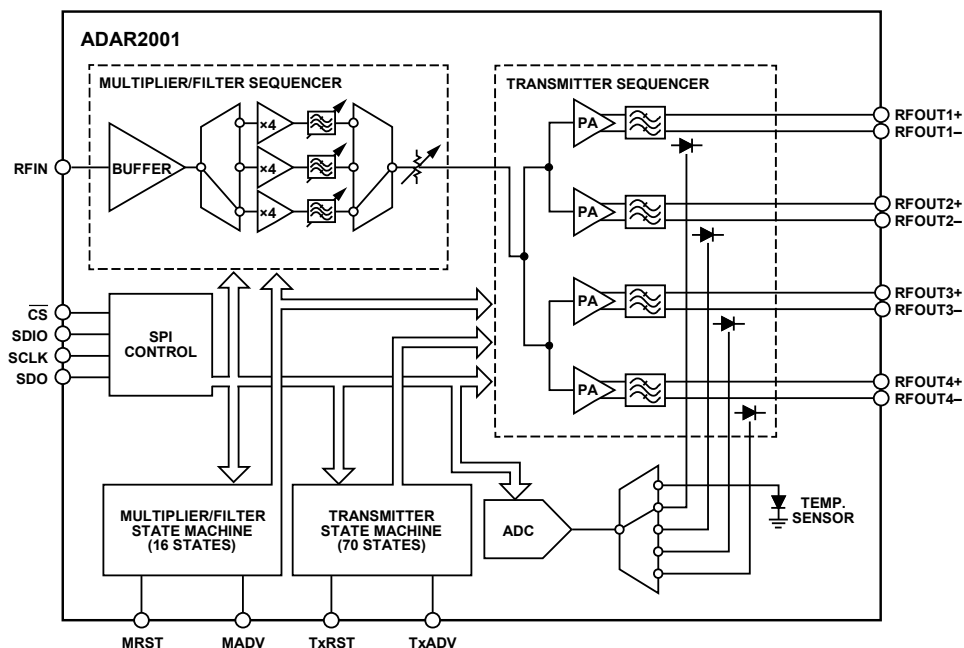 ADAR2001
MULTIPLIER/FILTER SEQUENCER
TRANSMITTER SEQUENCER
RFIN
BUFFER
×4
×4
×4
PA
PA
PA
PA
RFOUT1+
RFOUT1–
RFOUT2+
RFOUT2–
RFOUT3+
RFOUT3–
RFOUT4+
RFOUT4–
CS
SDIO
SCLK
SDO
SPI
CONTROL
MULTIPLIER/FILTER
STATE MACHINE
(16 STATES)
TRANSMITTER
STATE MACHINE
(70 STATES)
ADC
TEMP.
SENSOR
MRST
MADV
TxRST
TxADV